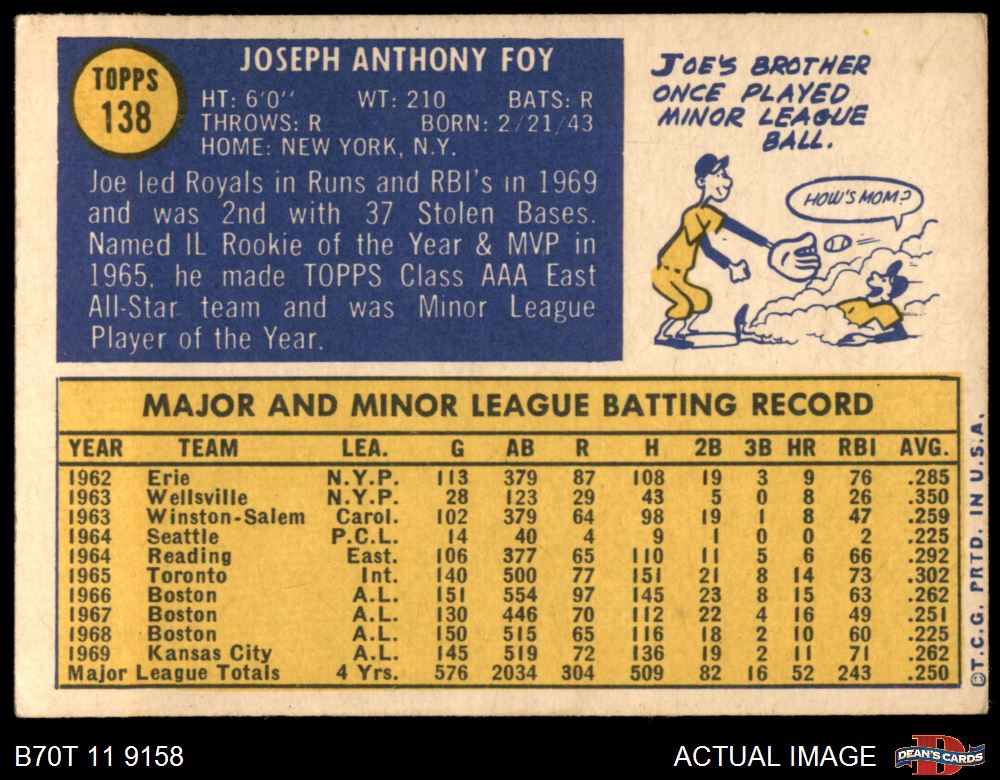 TOPPS
138
JOSEPH ANTHONY FOY
HT: 6'0'' WT: 210 BATS: R
THROWS: R BORN: 2/21/43
HOME: NEW YORK, N.Y.
Joe led Royals in Runs and RBI's in 1969
and was 2nd with 37 Stolen Bases.
Named IL Rookie of the Year & MVP in
1965, he made TOPPS Class AAA East
All-Star team and was Minor League
Player of the Year.
JOE'S BROTHER
ONCE PLAYED
MINOR LEAGUE
BALL.
HOW'S MOM?
MAJOR AND MINOR LEAGUE BATTING RECORD
YEAR TEAM LEA. G AB R H 2B 3B HR RBI AVG.
1962 Erie N.Y.P. 113 379 87 108 19 3 9 76 .285
1963 Wellsville N.Y.P. 28 123 29 43 5 0 8 26 .350
1963 Winston-Salem Carol. 102 379 64 98 19 1 8 47 .259
1964 Seattle P.C.L. 14 40 4 9 1 0 0 2 .225
1964 Reading East. 106 377 65 110 11 5 6 66 .292
1965 Toronto Int. 140 500 77 151 21 8 14 73 .302
1966 Boston A.L. 151 554 97 145 23 8 15 63 .262
1967 Boston A.L. 130 446 70 112 22 4 16 49 .251
1968 Boston A.L. 150 515 65 116 18 2 10 60 .225
1969 Kansas City A.L. 145 519 72 136 19 2 11 71 .262
Major League Totals 4 Yrs. 576 2034 304 509 82 16 52 243 .250
©T.C.G. PRTD. IN U.S.A.
B70T 11 9158
ACTUAL IMAGE
D
DEAN'S CARDS